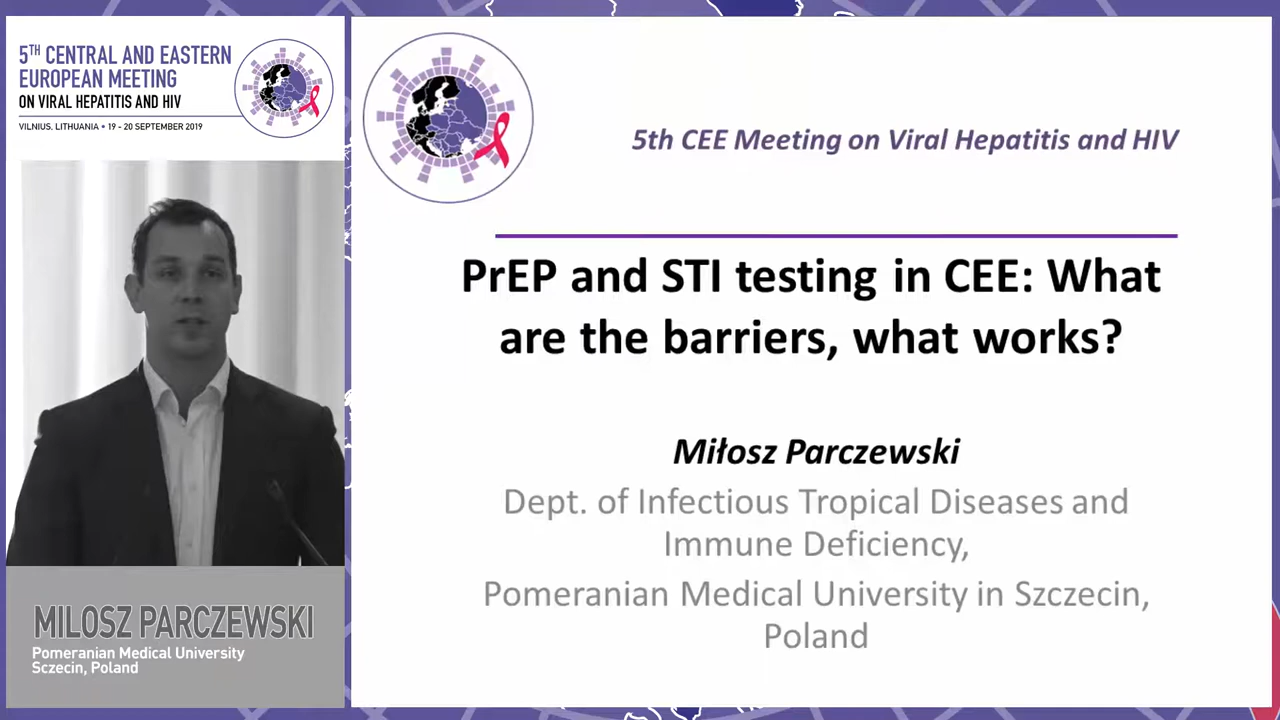 5TH CENTRAL AND EASTERN
EUROPEAN MEETING
ON VIRAL HEPATITIS AND HIV
VILNIUS, LITHUANIA • 19 - 20 SEPTEMBER 2019
MILOSZ PARCZEWSKI
Pomeranian Medical University
Sczecin, Poland
5th CEE Meeting on Viral Hepatitis and HIV
PrEP and STI testing in CEE: What
are the barriers, what works?
Miłosz Parczewski
Dept. of Infectious Tropical Diseases and
Immune Deficiency,
Pomeranian Medical University in Szczecin,
Poland